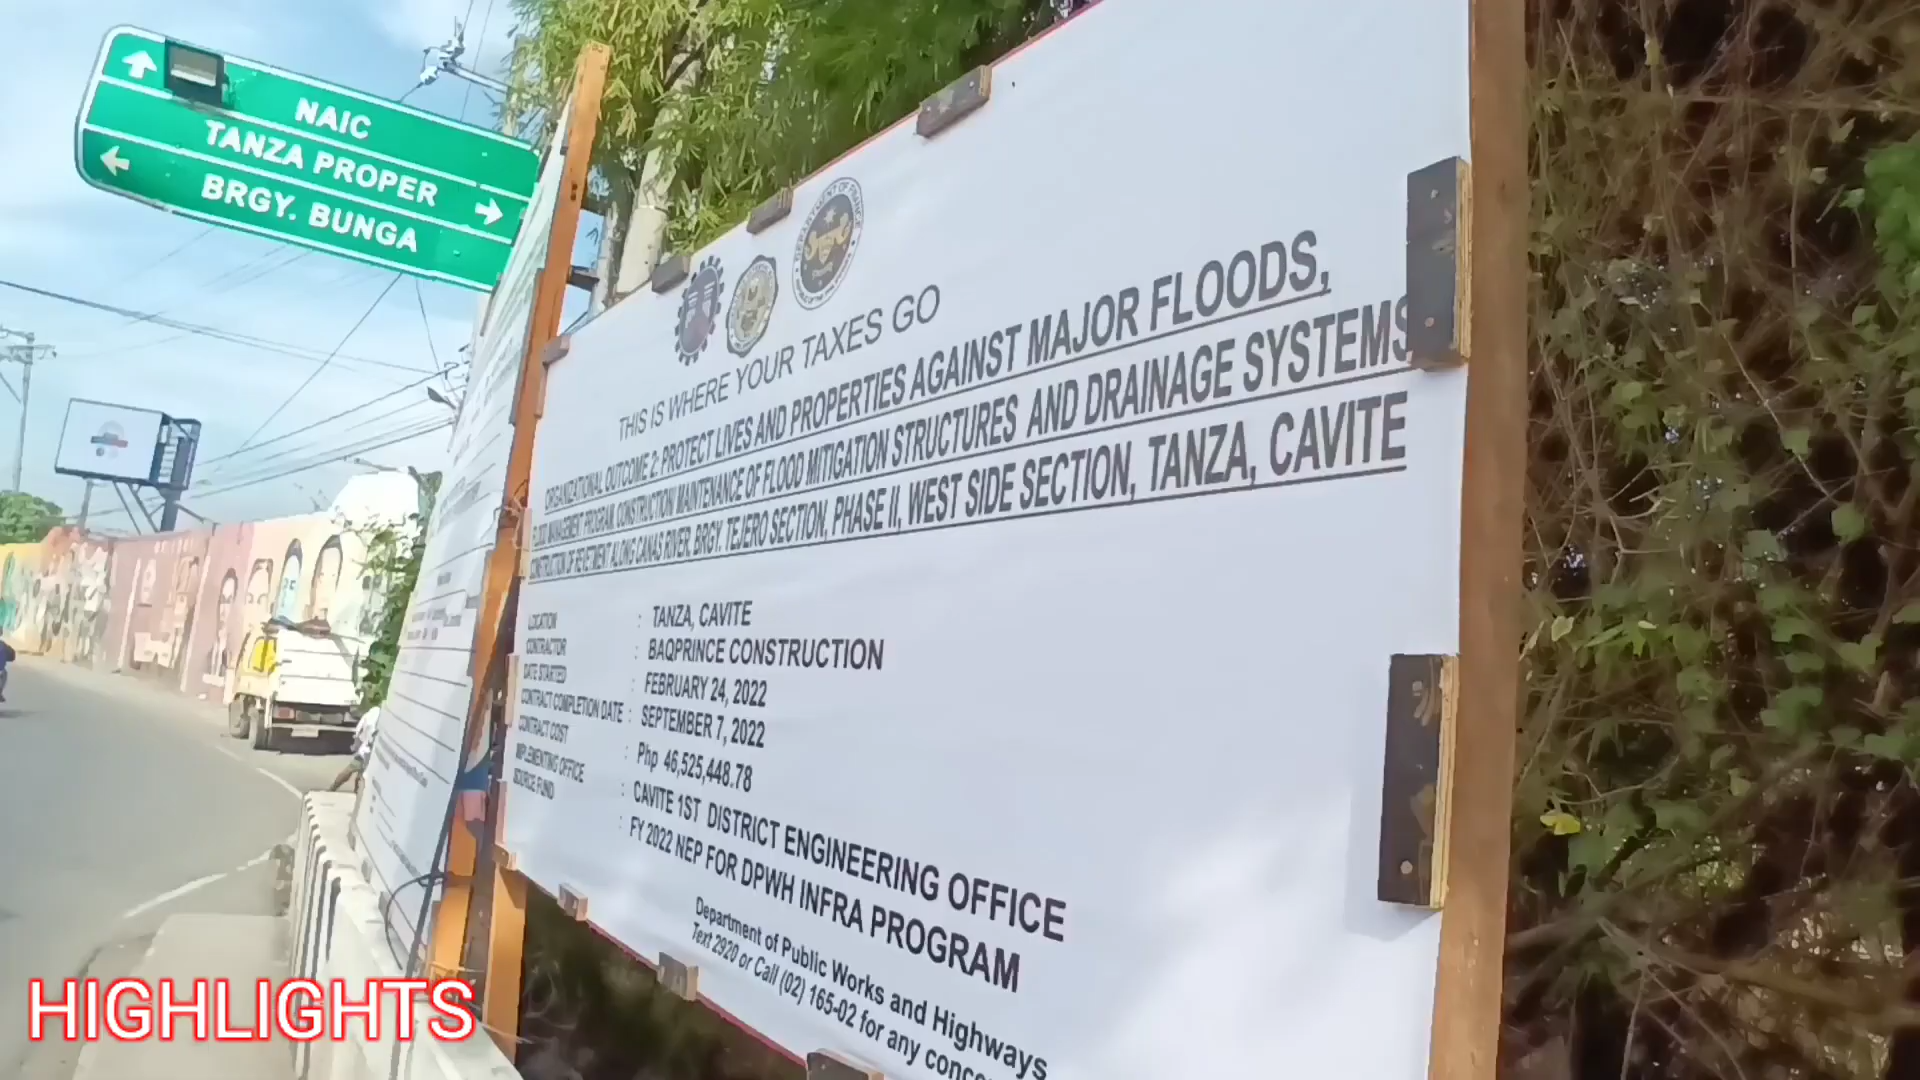 NAIC
TANZA PROPER
BRGY. BUNGA
THIS IS WHERE YOUR TAXES GO
ORGANIZATIONAL OUTCOME 2: PROTECT LIVES AND PROPERTIES AGAINST MAJOR FLOODS,
FLOOD MANAGEMENT PROGRAM, CONSTRUCTION MAINTENANCE OF FLOOD MITIGATION STRUCTURES AND DRAINAGE SYSTEMS
CONSTRUCTION OF REVETMENT ALONG CANAS RIVER, BRGY. TEJERO SECTION, PHASE II, WEST SIDE SECTION, TANZA, CAVITE
LOCATION : TANZA, CAVITE
CONTRACTOR : BAQPRINCE CONSTRUCTION
DATE STARTED : FEBRUARY 24, 2022
CONTRACT COMPLETION DATE : SEPTEMBER 7, 2022
CONTRACT COST : Php 46,525,448.78
IMPLEMENTING OFFICE : CAVITE 1ST DISTRICT ENGINEERING OFFICE
SOURCE FUND : FY 2022 NEP FOR DPWH INFRA PROGRAM
Department of Public Works and Highways
Text 2920 or Call (02) 165-02 for any conce
HIGHLIGHTS